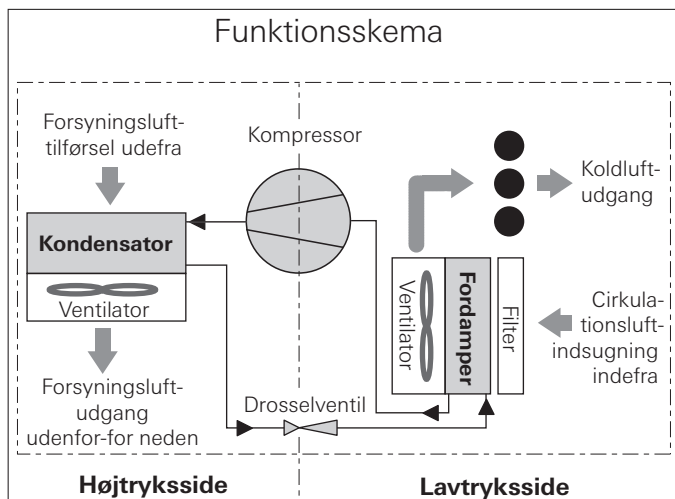 Funktionsskema
Forsyningsluft-
tilførsel udefra
Kompressor
Koldluft-
udgang
Kondensator
Ventilator
Ventilator
Fordamper
Filter
Cirkula-
tionsluft-
indsugning
indefra
Forsyningsluft-
udgang
udenfor-for neden
Drosselventil
Højtryksside
Lavtryksside